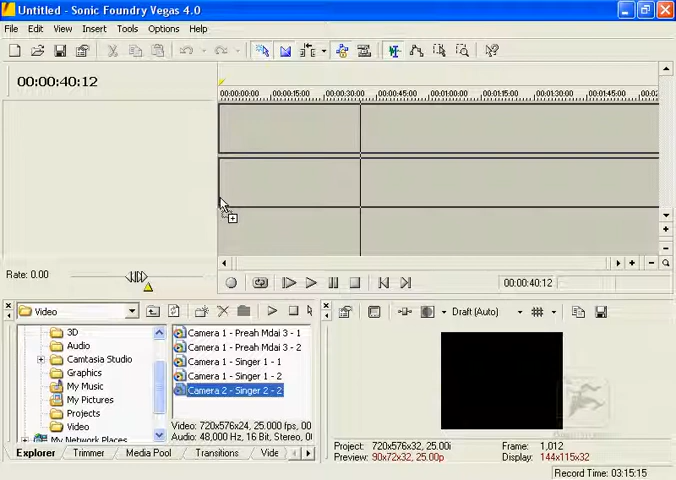 Untitled - Sonic Foundry Vegas 4.0
File Edit View Insert Tools Options Help
00:00:40:12
00:00:00:00 00:00:15:00 00:00:30:00 00:00:45:00 00:01:00:00 00:01:15:00 00:01:30:00 00:01:45:00 00:02
Rate: 0.00
00:00:40:12
Video
3D
Audio
Camtasia Studio
Graphics
My Music
My Pictures
Projects
Video
My Network Places
Camera 1 - Preah Mdai 3 - 1
Camera 1 - Preah Mdai 3 - 2
Camera 1 - Singer 1 - 1
Camera 1 - Singer 1 - 2
Camera 2 - Singer 2 - 2
Video: 720x576x24, 25.000 fps, 00
Audio: 48,000 Hz, 16 Bit, Stereo, 00
Explorer Trimmer Media Pool Transitions Vide
Draft (Auto)
Project: 720x576x32, 25.00i
Preview: 90x72x32, 25.00p
Frame: 1,012
Display: 144x115x32
Record Time: 03:15:15